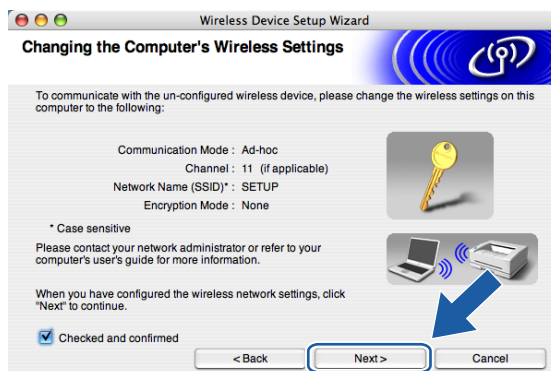 Wireless Device Setup Wizard
Changing the Computer's Wireless Settings
To communicate with the un-configured wireless device, please change the wireless settings on this
computer to the following:
Communication Mode : Ad-hoc
Channel : 11 (if applicable)
Network Name (SSID)* : SETUP
Encryption Mode : None
* Case sensitive
Please contact your network administrator or refer to your
computer's user's guide for more information.
When you have configured the wireless network settings, click
"Next" to continue.
Checked and confirmed
< Back Next > Cancel